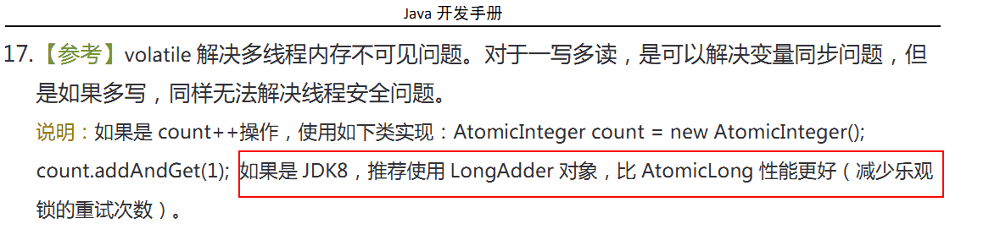 Java 开发手册
17.【参考】volatile 解决多线程内存不可见问题。对于一写多读，是可以解决变量同步问题，但
是如果多写，同样无法解决线程安全问题。
说明：如果是 count++操作，使用如下类实现：AtomicInteger count = new AtomicInteger();
count.addAndGet(1); 如果是 JDK8，推荐使用 LongAdder 对象，比 AtomicLong 性能更好（减少乐观
锁的重试次数）。